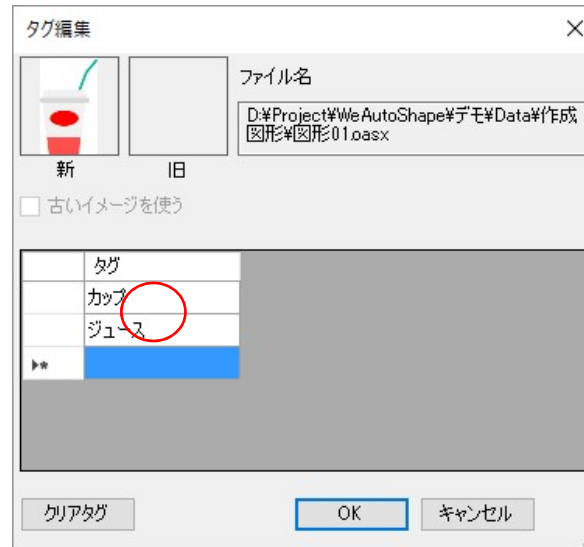 タグ編集
ファイル名
D:¥Project¥WeAutoShape¥デモ¥Data¥作成
図形¥図形01.oasx
新
旧
古いイメージを使う
タグ
カップ
ジュース
クリアタグ
OK
キャンセル